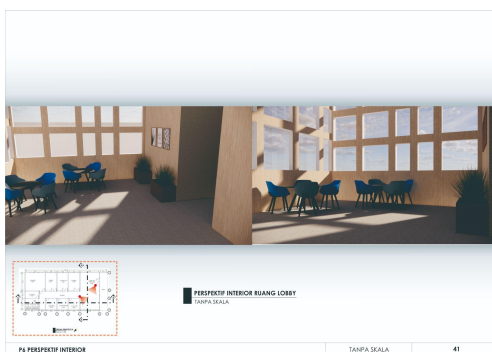 PERSPEKTIF INTERIOR RUANG LOBBY
TANPA SKALA
P6 PERSPEKTIF INTERIOR
TANPA SKALA
41